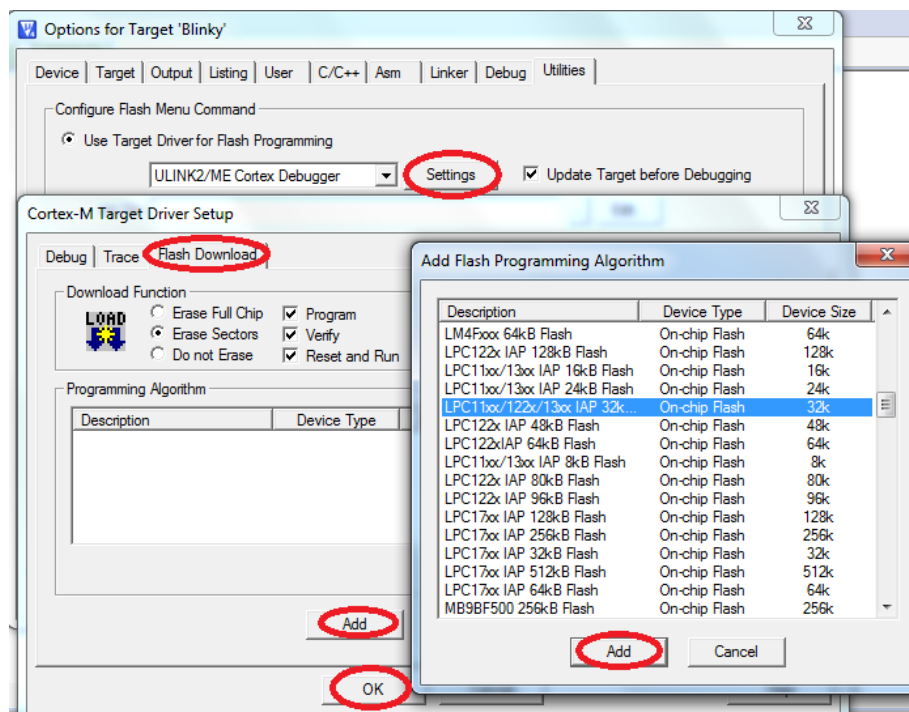 Options for Target 'Blinky'
Device Target Output Listing User C/C++ Asm Linker Debug Utilities
Configure Flash Menu Command
Use Target Driver for Flash Programming
ULINK2/ME Cortex Debugger Settings Update Target before Debugging
Cortex-M Target Driver Setup
Debug Trace Flash Download
Download Function
LOAD
Erase Full Chip Program
Erase Sectors Verify
Do not Erase Reset and Run
Programming Algorithm
Description Device Type
Add
OK
Add Flash Programming Algorithm
Description Device Type Device Size
LM4Fxxx 64kB Flash On-chip Flash 64k
LPC122x IAP 128kB Flash On-chip Flash 128k
LPC11xx/13xx IAP 16kB Flash On-chip Flash 16k
LPC11xx/13xx IAP 24kB Flash On-chip Flash 24k
LPC11xx/122x/13xx IAP 32k... On-chip Flash 32k
LPC122x IAP 48kB Flash On-chip Flash 48k
LPC122xIAP 64kB Flash On-chip Flash 64k
LPC11xx/13xx IAP 8kB Flash On-chip Flash 8k
LPC122x IAP 80kB Flash On-chip Flash 80k
LPC122x IAP 96kB Flash On-chip Flash 96k
LPC17xx IAP 128kB Flash On-chip Flash 128k
LPC17xx IAP 256kB Flash On-chip Flash 256k
LPC17xx IAP 32kB Flash On-chip Flash 32k
LPC17xx IAP 512kB Flash On-chip Flash 512k
LPC17xx IAP 64kB Flash On-chip Flash 64k
MB9BF500 256kB Flash On-chip Flash 256k
Add Cancel